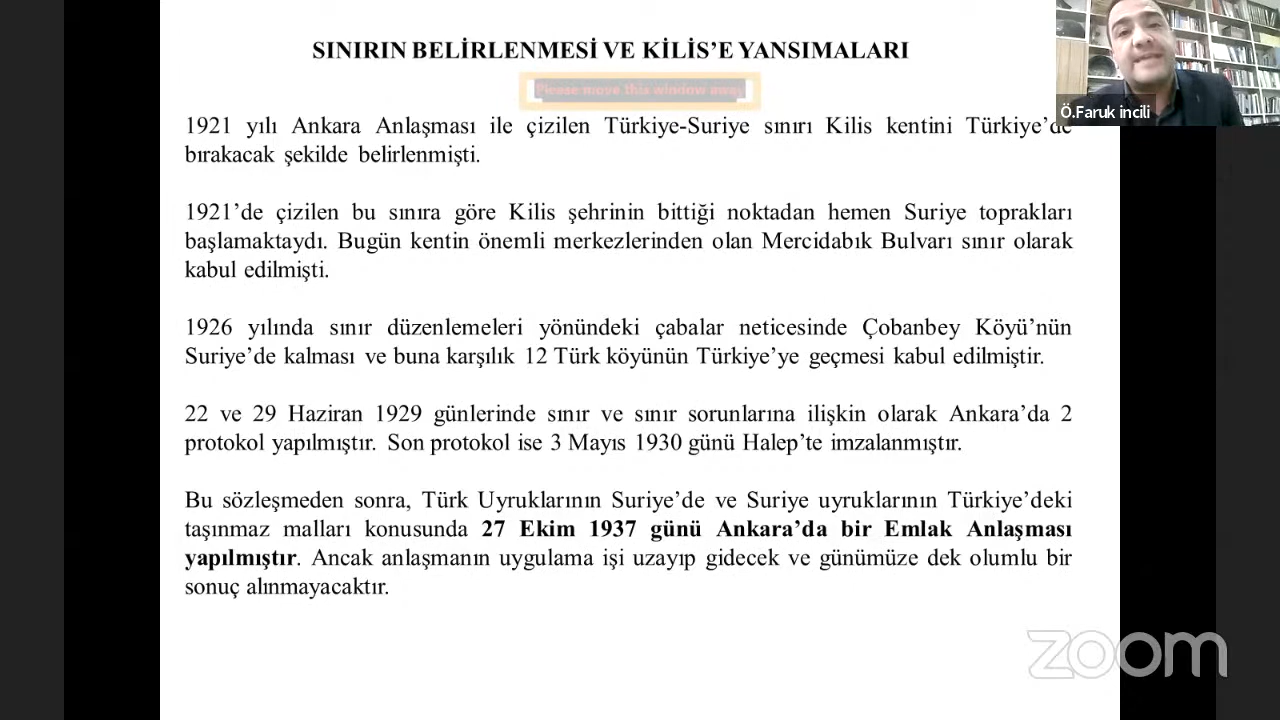 SINIRIN BELİRLENMESİ VE KİLİS’E YANSIMALARI
Please move this window away
Ö.Faruk incili
1921 yılı Ankara Anlaşması ile çizilen Türkiye-Suriye sınırı Kilis kentini Türkiye’de
bırakacak şekilde belirlenmişti.
1921’de çizilen bu sınıra göre Kilis şehrinin bittiği noktadan hemen Suriye toprakları
başlamaktaydı. Bugün kentin önemli merkezlerinden olan Mercidabık Bulvarı sınır olarak
kabul edilmişti.
1926 yılında sınır düzenlemeleri yönündeki çabalar neticesinde Çobanbey Köyü’nün
Suriye’de kalması ve buna karşılık 12 Türk köyünün Türkiye’ye geçmesi kabul edilmiştir.
22 ve 29 Haziran 1929 günlerinde sınır ve sınır sorunlarına ilişkin olarak Ankara’da 2
protokol yapılmıştır. Son protokol ise 3 Mayıs 1930 günü Halep’te imzalanmıştır.
Bu sözleşmeden sonra, Türk Uyruklarının Suriye’de ve Suriye uyruklarının Türkiye’deki
taşınmaz malları konusunda 27 Ekim 1937 günü Ankara’da bir Emlak Anlaşması
yapılmıştır. Ancak anlaşmanın uygulama işi uzayıp gidecek ve günümüze dek olumlu bir
sonuç alınmayacaktır.
zoom